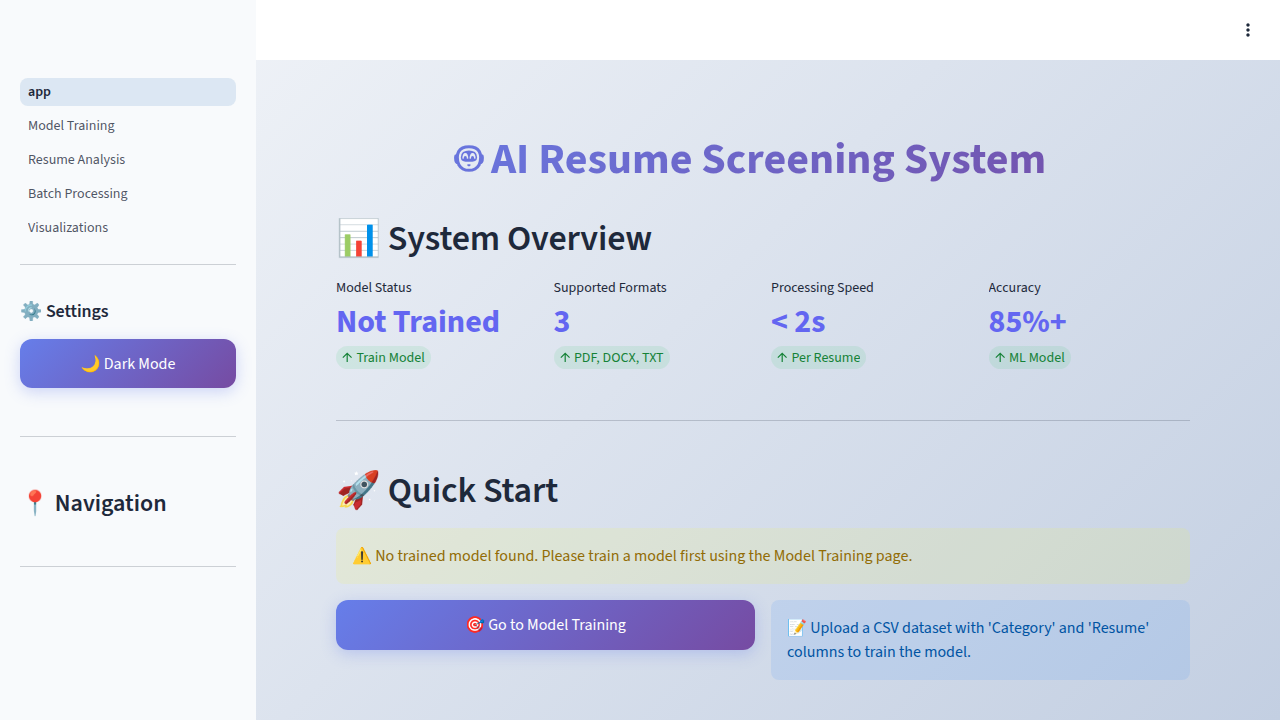 app
Model Training
Resume Analysis
Batch Processing
Visualizations
⚙️ Settings
🌙 Dark Mode
📍 Navigation
🤖 AI Resume Screening System
📊 System Overview
Model Status
Not Trained
↑ Train Model
Supported Formats
3
↑ PDF, DOCX, TXT
Processing Speed
< 2s
↑ Per Resume
Accuracy
85%+
↑ ML Model
🚀 Quick Start
⚠️ No trained model found. Please train a model first using the Model Training page.
🎯 Go to Model Training
📝 Upload a CSV dataset with 'Category' and 'Resume'
columns to train the model.